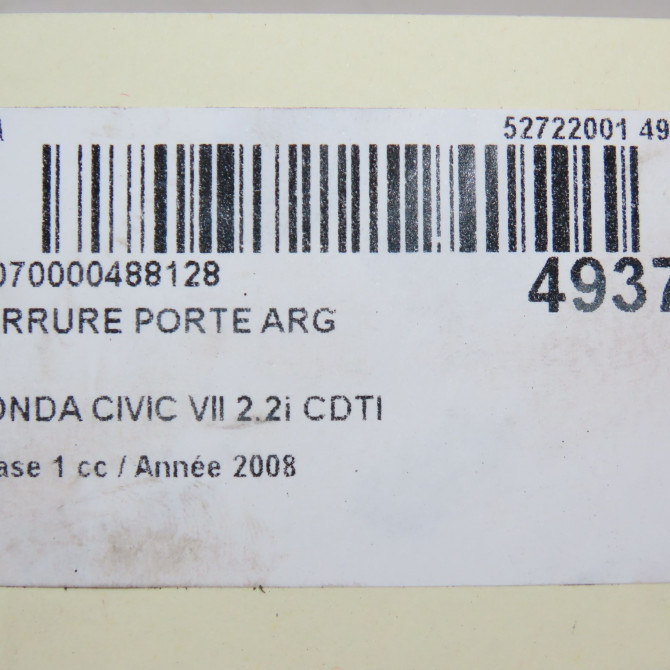 52722001 49
070000488128
4937
RRURE PORTE ARG
ONDA CIVIC VII 2.2i CDTI
ase 1 cc / Année 2008